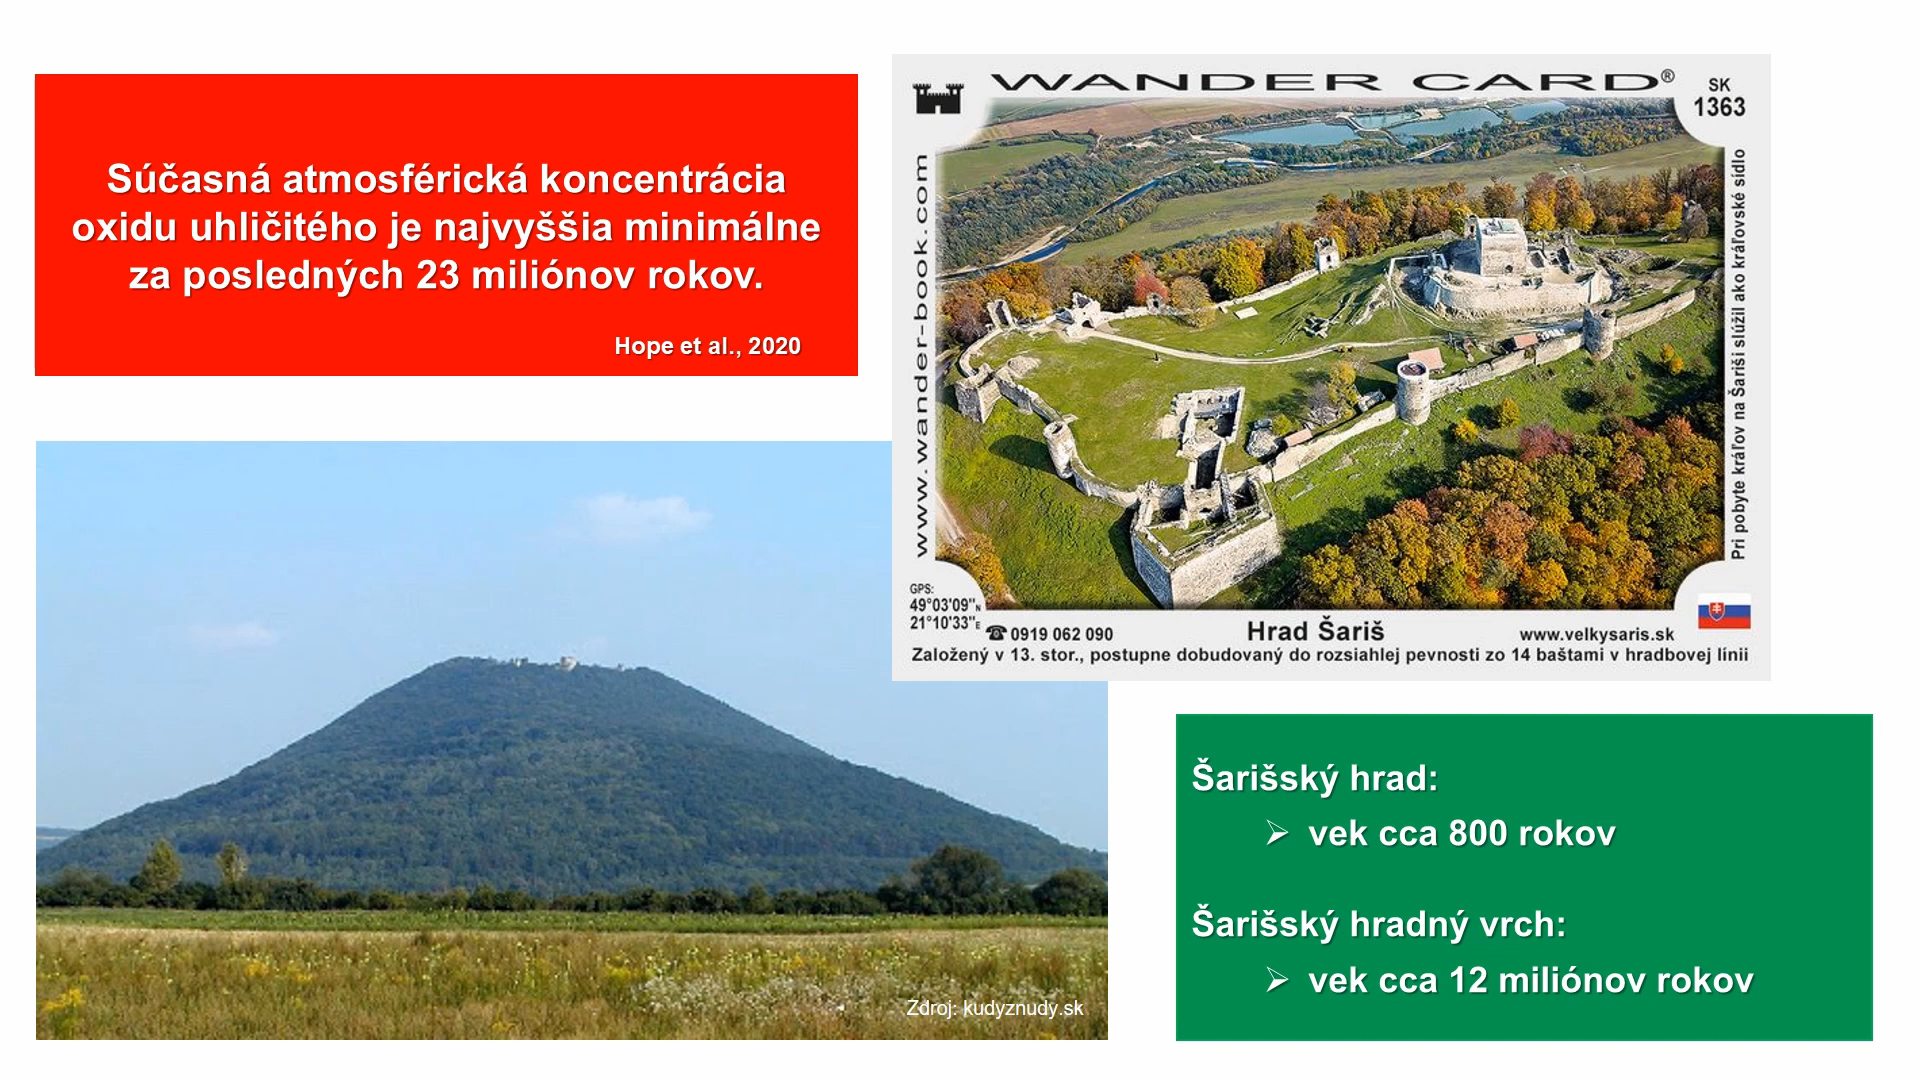 Súčasná atmosférická koncentrácia
oxidu uhličitého je najvyššia minimálne
za posledných 23 miliónov rokov.
Hope et al., 2020
WANDER CARD®
SK
1363
www.wander-book.com
Pri pobyte kráľov na Šariši slúžil ako kráľovské sídlo
GPS:
49°03'09"N
21°10'33"E
☎0919 062 090
Hrad Šariš
www.velkysaris.sk
Založený v 13. stor., postupne dobudovaný do rozsiahlej pevnosti zo 14 baštami v hradbovej línii
Zdroj: kudyznudy.sk
Šarišský hrad:
➢ vek cca 800 rokov
Šarišský hradný vrch:
➢ vek cca 12 miliónov rokov